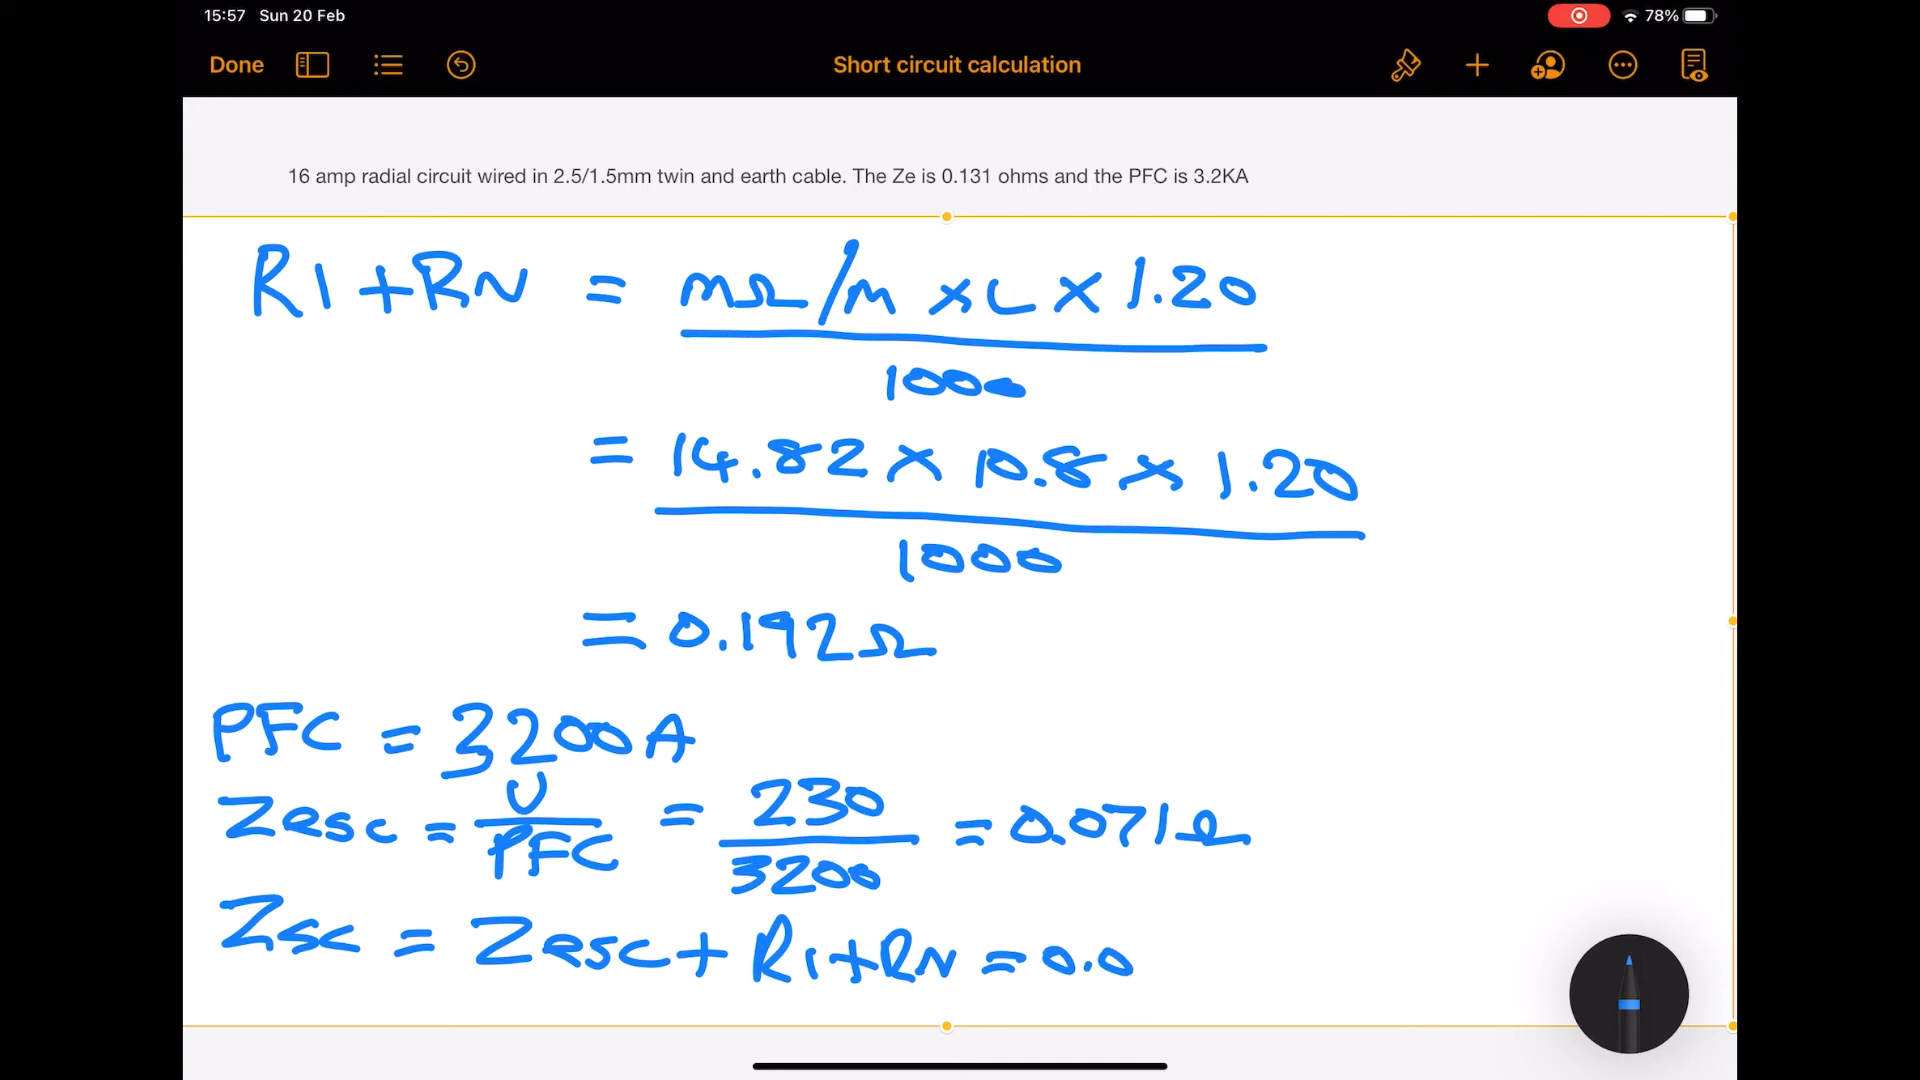 15:57 Sun 20 Feb 78%
Done Short circuit calculation
16 amp radial circuit wired in 2.5/1.5mm twin and earth cable. The Ze is 0.131 ohms and the PFC is 3.2KA
R1+RN = mΩ/m × L × 1.20
1000
= 14.82 × 10.8 × 1.20
1000
= 0.192Ω
PFC = 3200A
Zesc = U/PFC = 230/3200 = 0.071Ω
Zsc = Zesc + R1+RN = 0.0